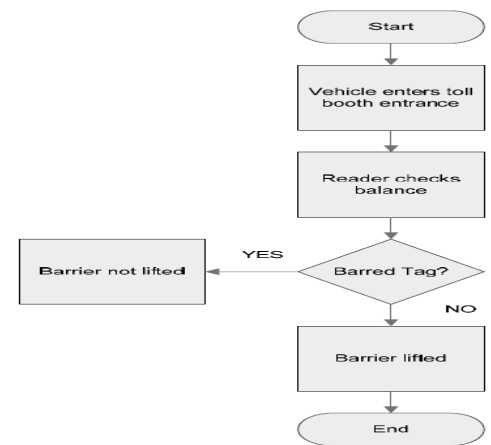 Start
Vehicle enters toll
booth entrance
Reader checks
balance
YES
Barrier not lifted
Barred Tag?
NO
Barrier lifted
End